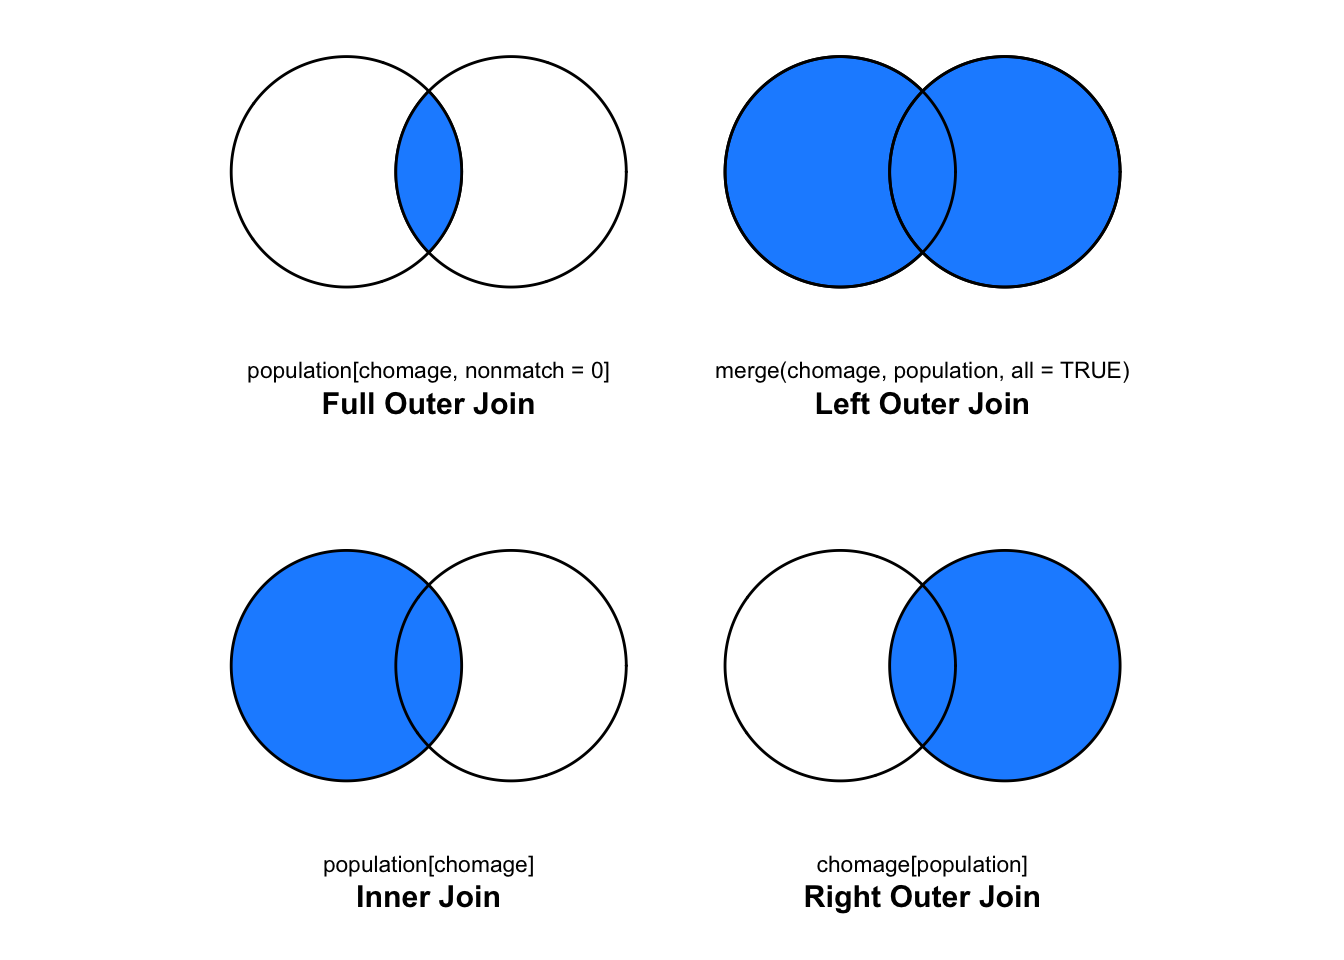 population[chomage, nonmatch = 0]
Full Outer Join
merge(chomage, population, all = TRUE)
Left Outer Join
population[chomage]
Inner Join
chomage[population]
Right Outer Join